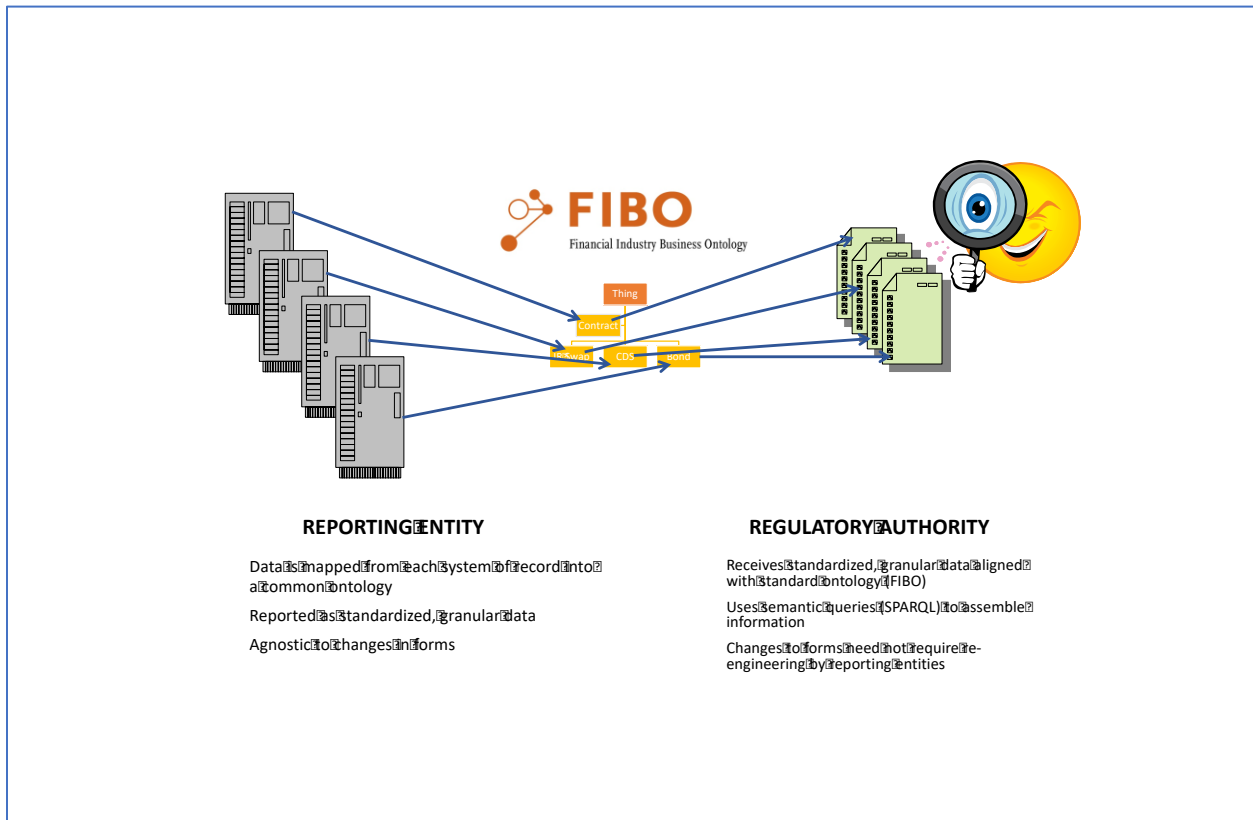 FIBO
Financial Industry Business Ontology
Thing
Contract
Swap
CDS
Bond
REPORTING ENTITY
Data is mapped from each system of record into
a common ontology
Reported as standardized, granular data
Agnostic to changes in forms
REGULATORY AUTHORITY
Receives standardized, granular data aligned
with standard ontology (FIBO)
Uses semantic queries (SPARQL) to assemble
information
Changes to forms need not require re-
engineering by reporting entities